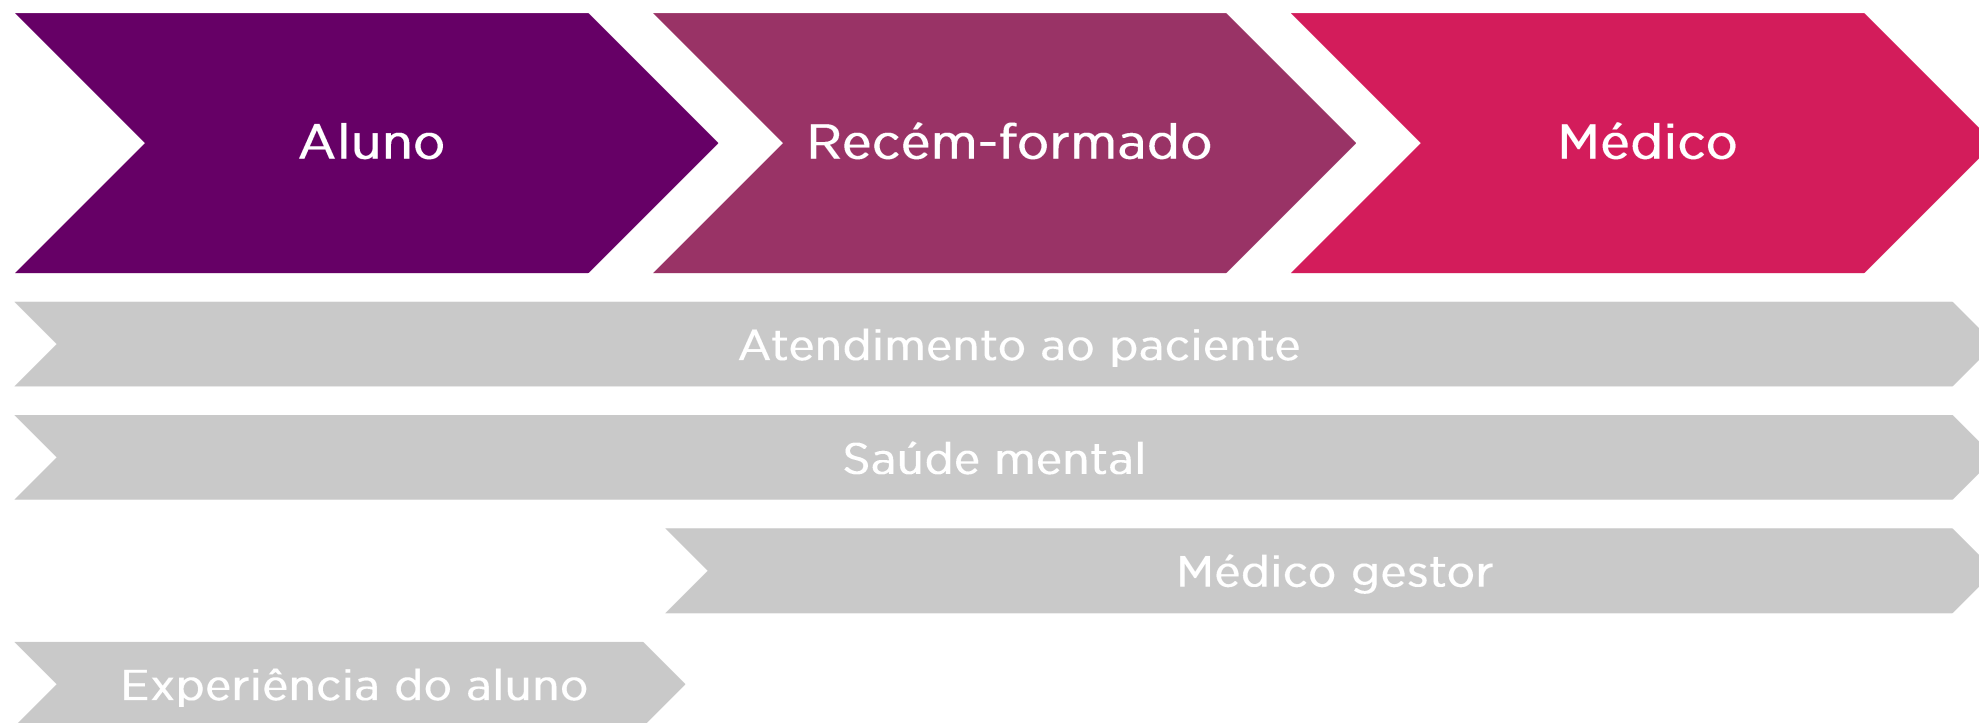 Aluno
Recém-formado
Médico
Atendimento ao paciente
Saúde mental
Médico gestor
Experiência do aluno